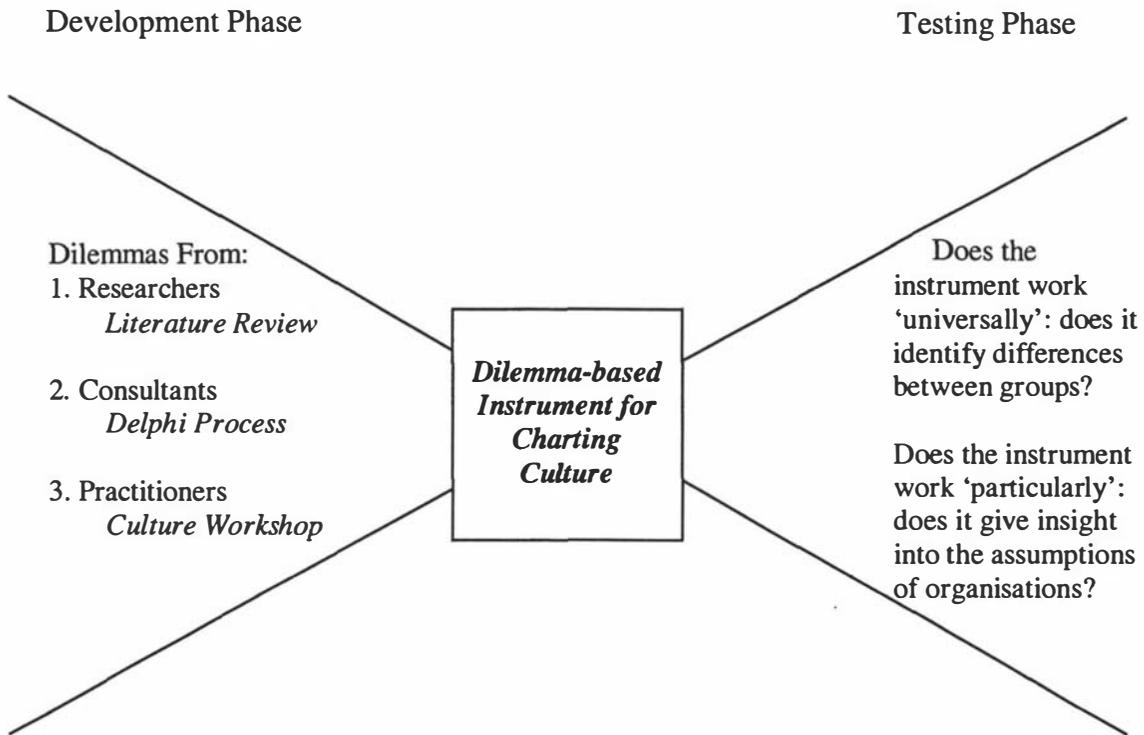 Development Phase
Testing Phase
Dilemmas From:
1. Researchers
Literature Review
2. Consultants
Delphi Process
3. Practitioners
Culture Workshop
Dilemma-based
Instrument for
Charting
Culture
Does the
instrument work
‘universally’: does it
identify differences
between groups?
Does the instrument
work ‘particularly’:
does it give insight
into the assumptions
of organisations?